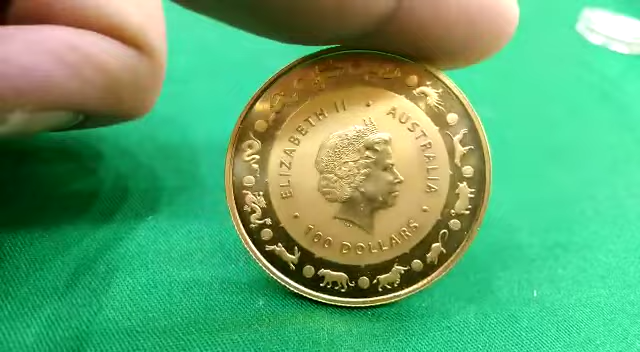 ELIZABETH II • AUSTRALIA
• 100 DOLLARS •